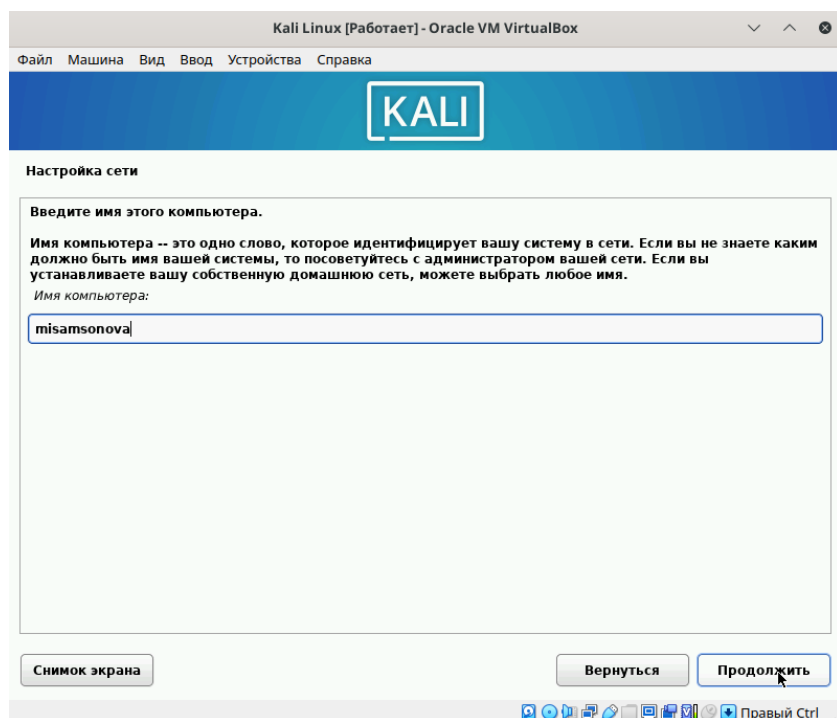 Kali Linux [Работает] - Oracle VM VirtualBox
Файл Машина Вид Ввод Устройства Справка
KALI
Настройка сети
Введите имя этого компьютера.
Имя компьютера -- это одно слово, которое идентифицирует вашу систему в сети. Если вы не знаете каким
должно быть имя вашей системы, то посоветуйтесь с администратором вашей сети. Если вы
устанавливаете вашу собственную домашнюю сеть, можете выбрать любое имя.
Имя компьютера:
misamsonova
Снимок экрана Вернуться Продолжить
Правый Ctrl